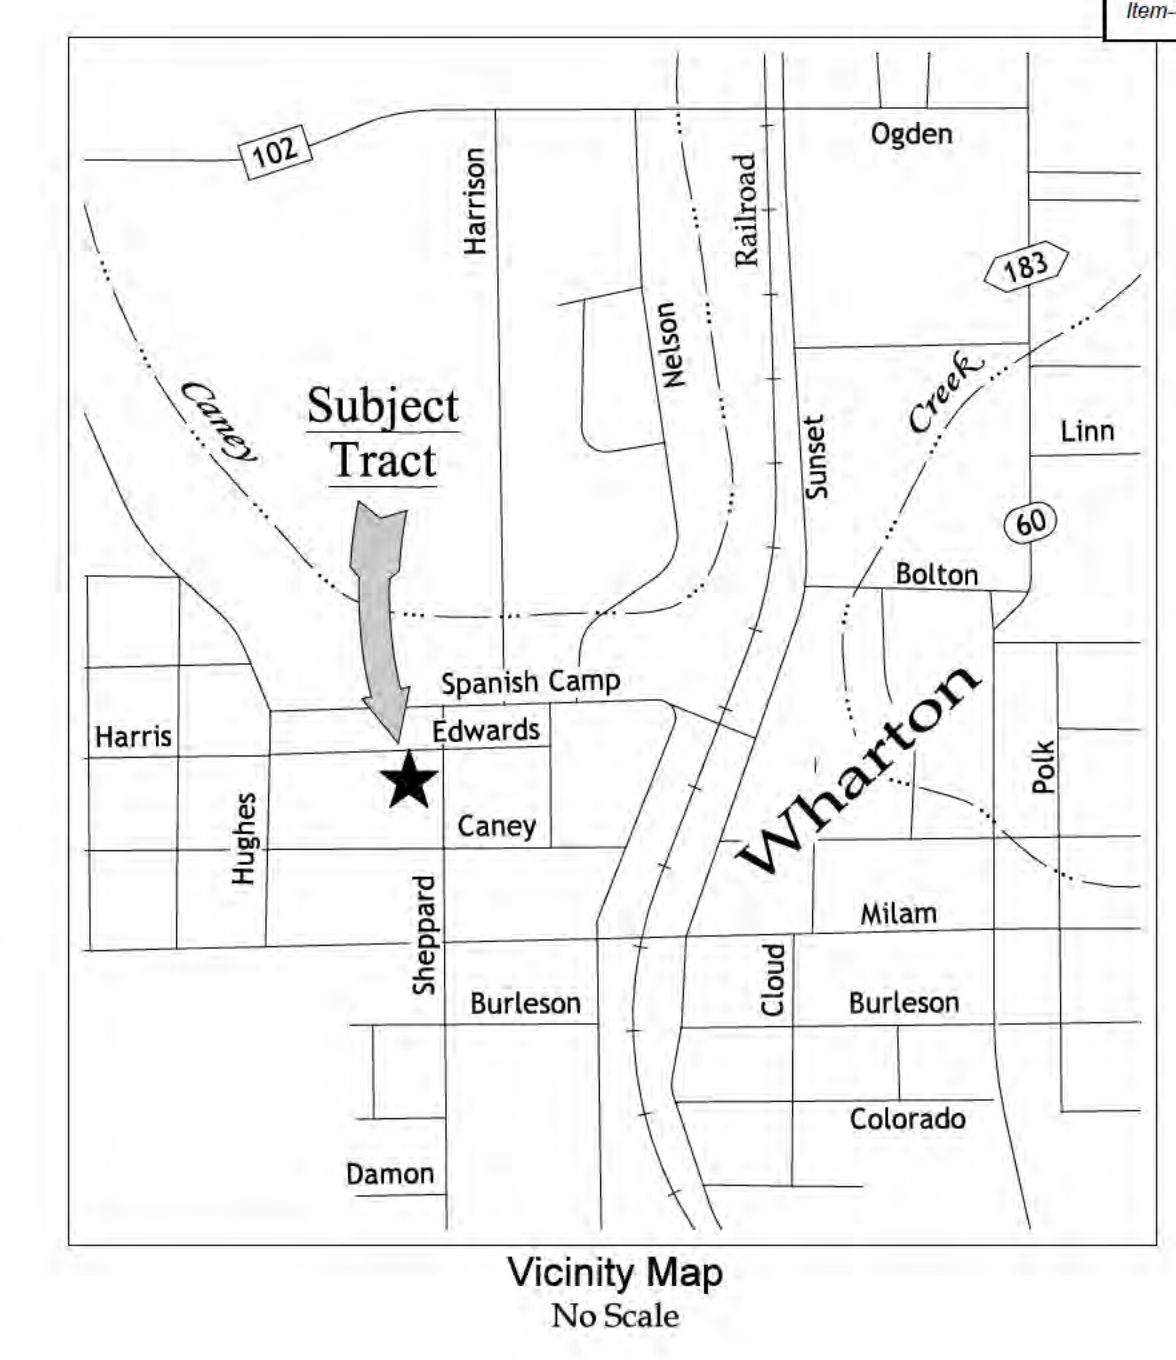 Item-
102
Ogden
Harrison
Railroad
183
Nelson
Creek
Caney
Subject
Tract
Sunset
Linn
60
Bolton
Spanish Camp
Edwards
Harris
Wharton
Polk
Hughes
Caney
Sheppard
Milam
Cloud
Burleson
Burleson
Colorado
Damon
Vicinity Map
No Scale